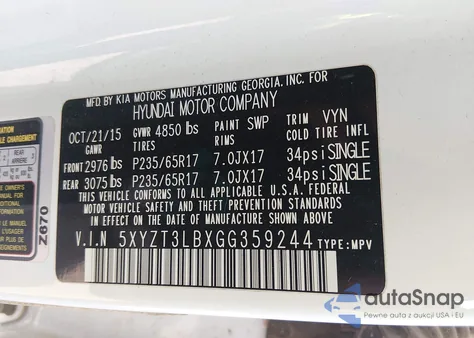 MFD. BY KIA MOTORS MANUFACTURING GEORGIA, INC. FOR
HYUNDAI MOTOR COMPANY
OCT/21/15 GVWR 4850 lbs PAINT SWP TRIM VYN
GAWR TIRES RIMS COLD TIRE INFL
FRONT 2976 lbs P235/65R17 7.0JX17 34psi SINGLE
REAR 3075 lbs P235/65R17 7.0JX17 34psi SINGLE
THIS VEHICLE CONFORMS TO ALL APPLICABLE U.S.A. FEDERAL
MOTOR VEHICLE SAFETY, BUMPER,
AND THEFT PREVENTION STANDARDS IN EFFECT ON THE
DATE OF MANUFACTURE SHOWN ABOVE.
V.I.N 5XYZT3LBXGG359244 TYPE: MPV
REAR
ARRIERE
Z670
autoSnap
Pewne auta z aukcji USA i EU